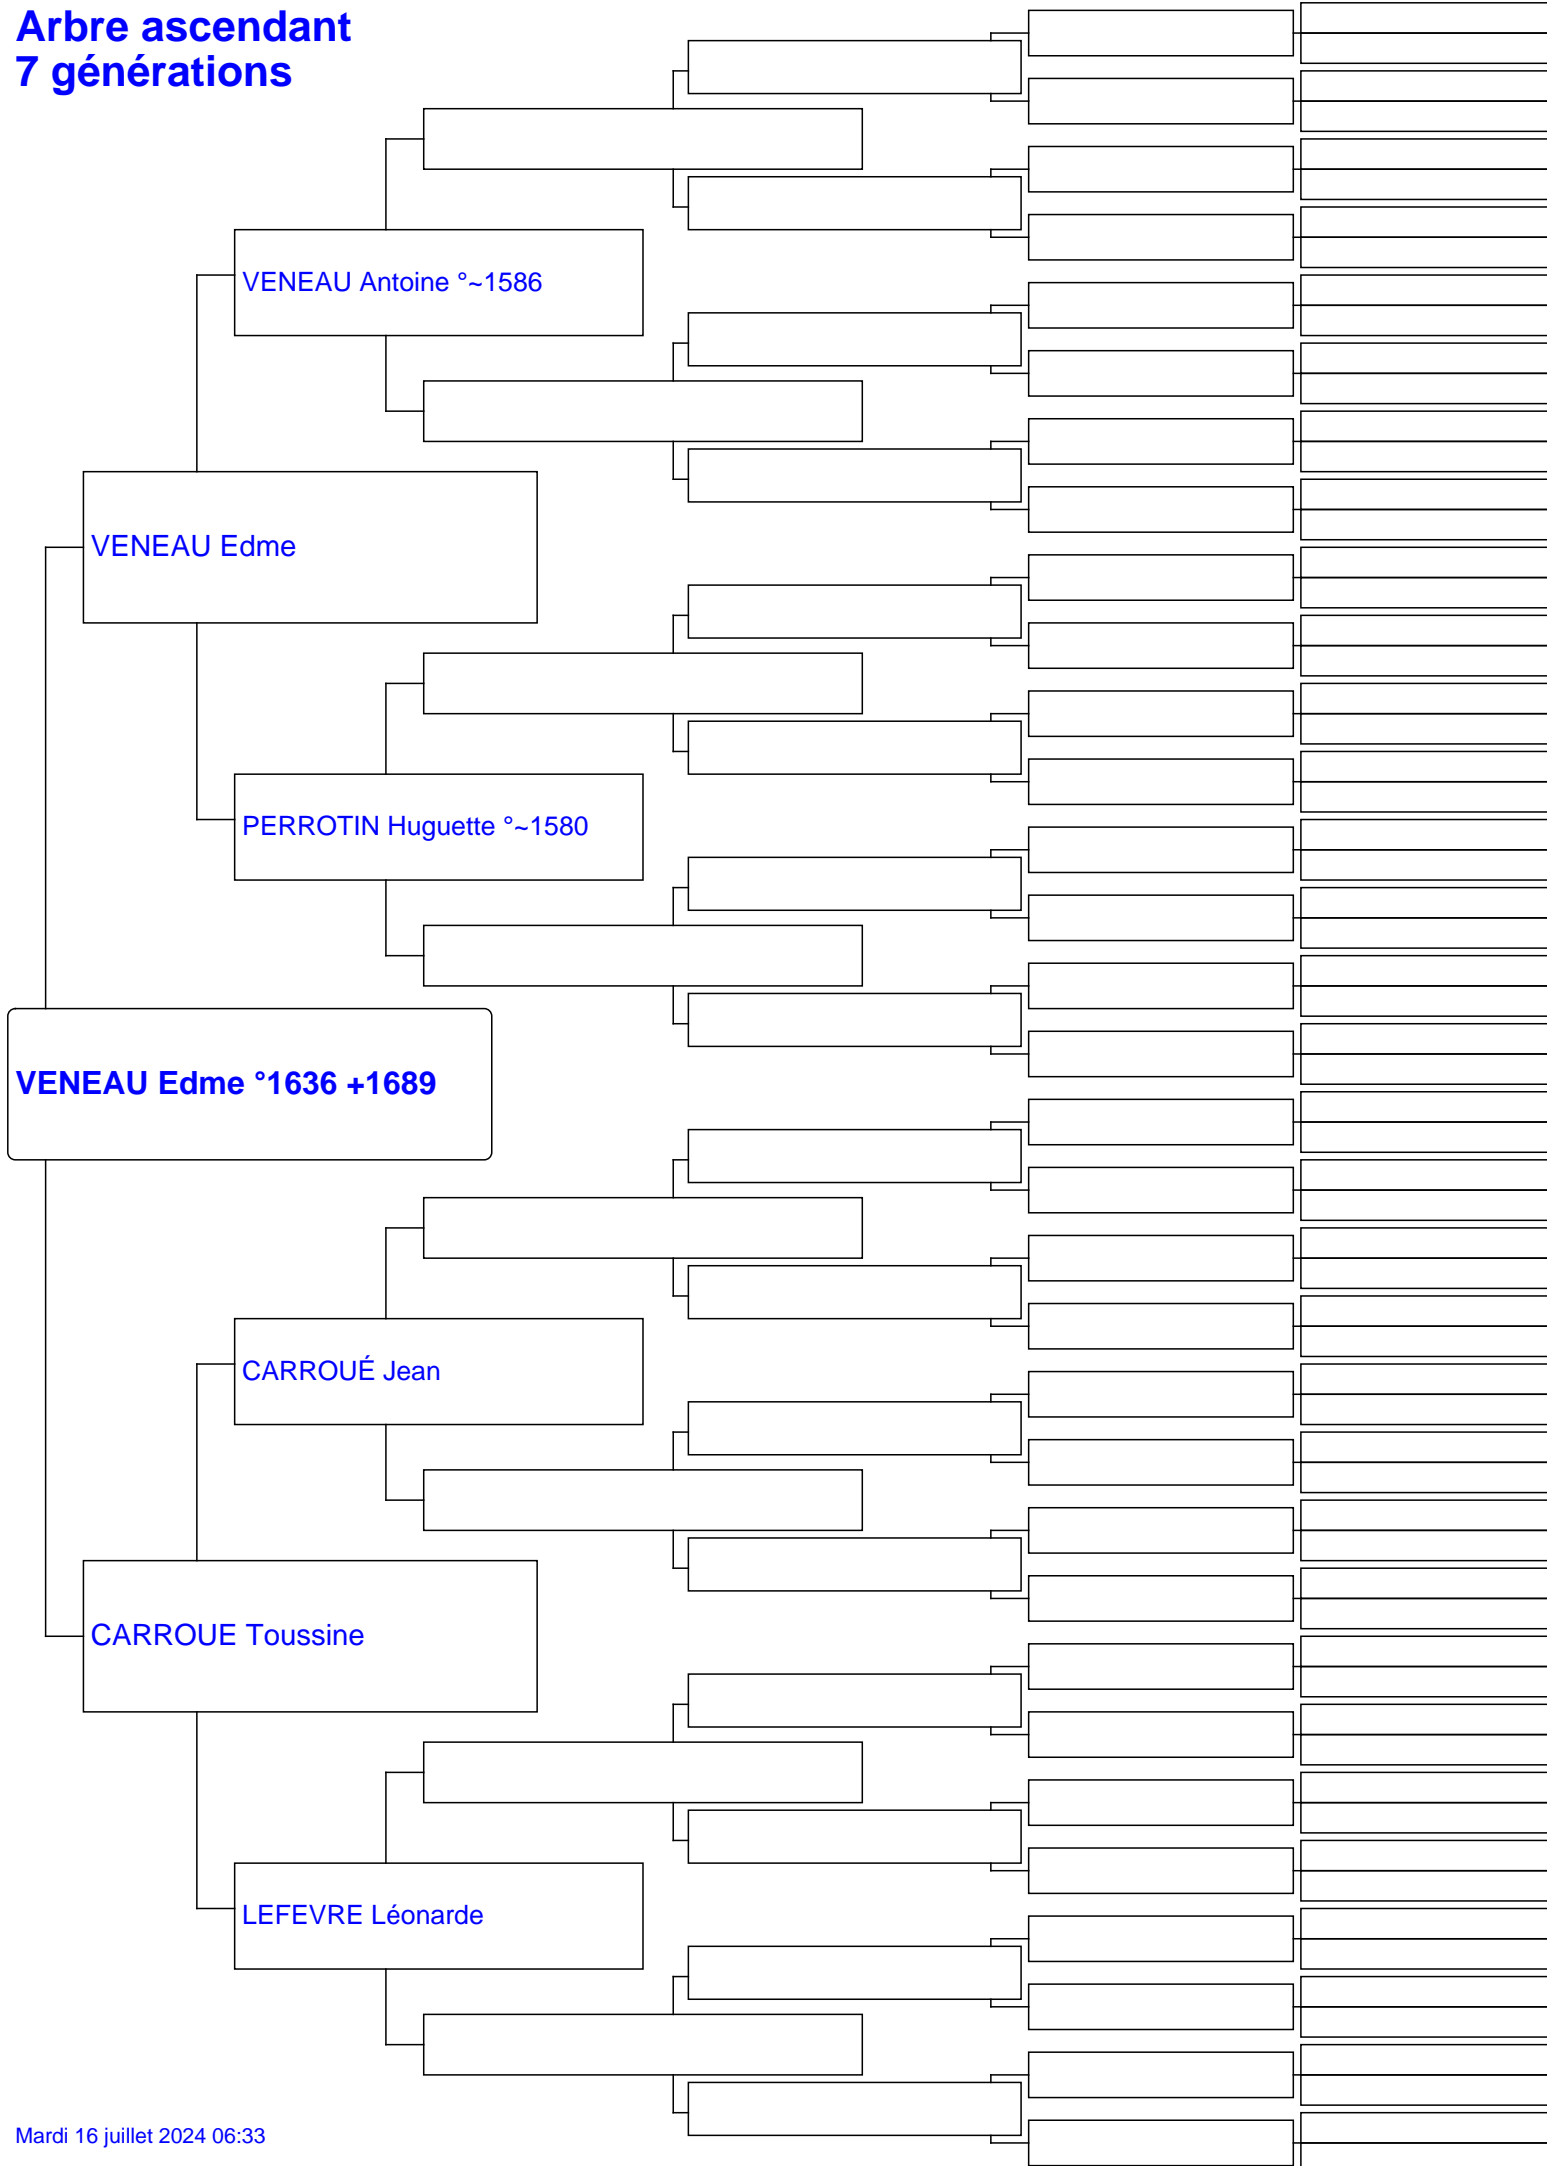 Arbre ascendant
7 générations
VENEAU Antoine °~1586
VENEAU Edme
PERROTIN Huguette °~1580
VENEAU Edme °1636 +1689
CARROUÉ Jean
CARROUE Toussine
LEFEVRE Léonarde
Mardi 16 juillet 2024 06:33